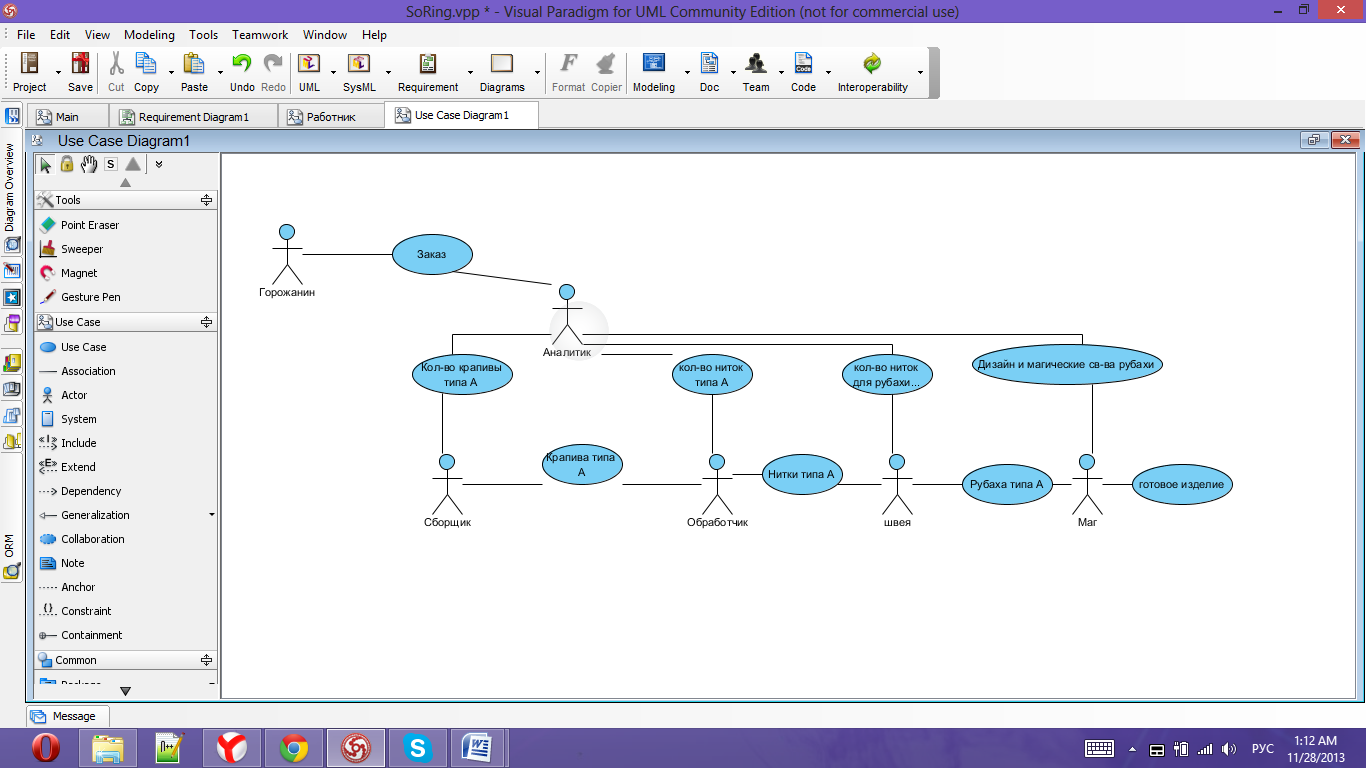 SoRing.vpp * - Visual Paradigm for UML Community Edition (not for commercial use)
File Edit View Modeling Tools Teamwork Window Help
Project Save Cut Copy Paste Undo Redo UML SysML Requirement Diagrams Format Copier Modeling Doc Team Code Interoperability
Main Requirement Diagram1 Работник Use Case Diagram1
Use Case Diagram1
Diagram Overview
ORM
S
Tools
Point Eraser
Sweeper
Magnet
Gesture Pen
Use Case
Use Case
Association
Actor
System
Include
Extend
Dependency
Generalization
Collaboration
Note
Anchor
Constraint
Containment
Common
Package
Заказ
Горожанин
Аналитик
Кол-во крапивы
типа А
кол-во ниток
типа А
кол-во ниток
для рубахи...
Дизайн и магические св-ва рубахи
Крапива типа
А
Нитки типа А
Рубаха типа А
готовое изделие
Сборщик
Обработчик
швея
Маг
Message
РУС
1:12 AM
11/28/2013